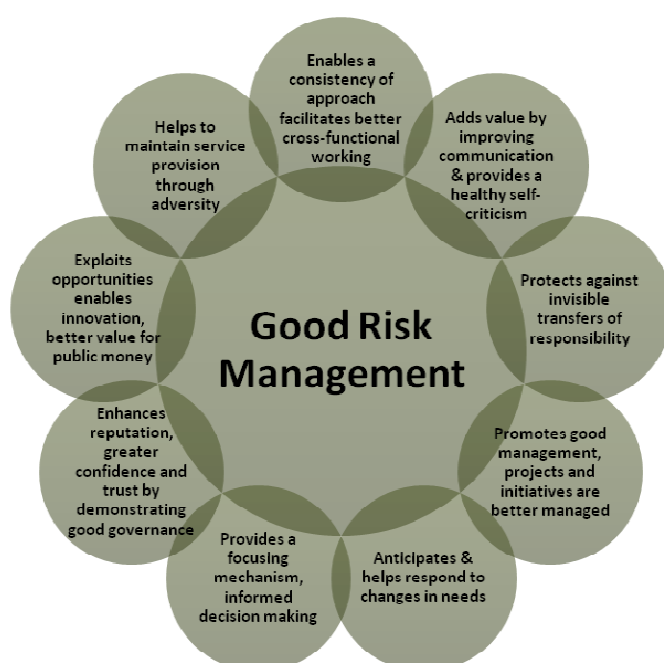 Enables a
consistency of
approach
facilitates better
cross-functional
working
Adds value by
improving
communication
& provides a
healthy self-
criticism
Protects against
invisible
transfers of
responsibility
Promotes good
management,
projects and
initiatives are
better managed
Anticipates &
helps respond to
changes in needs
Provides a
focusing
mechanism,
informed
decision making
Enhances
reputation,
greater
confidence and
trust by
demonstrating
good governance
Exploits
opportunities
enables
innovation,
better value for
public money
Helps to
maintain service
provision
through
adversity
Good Risk
Management